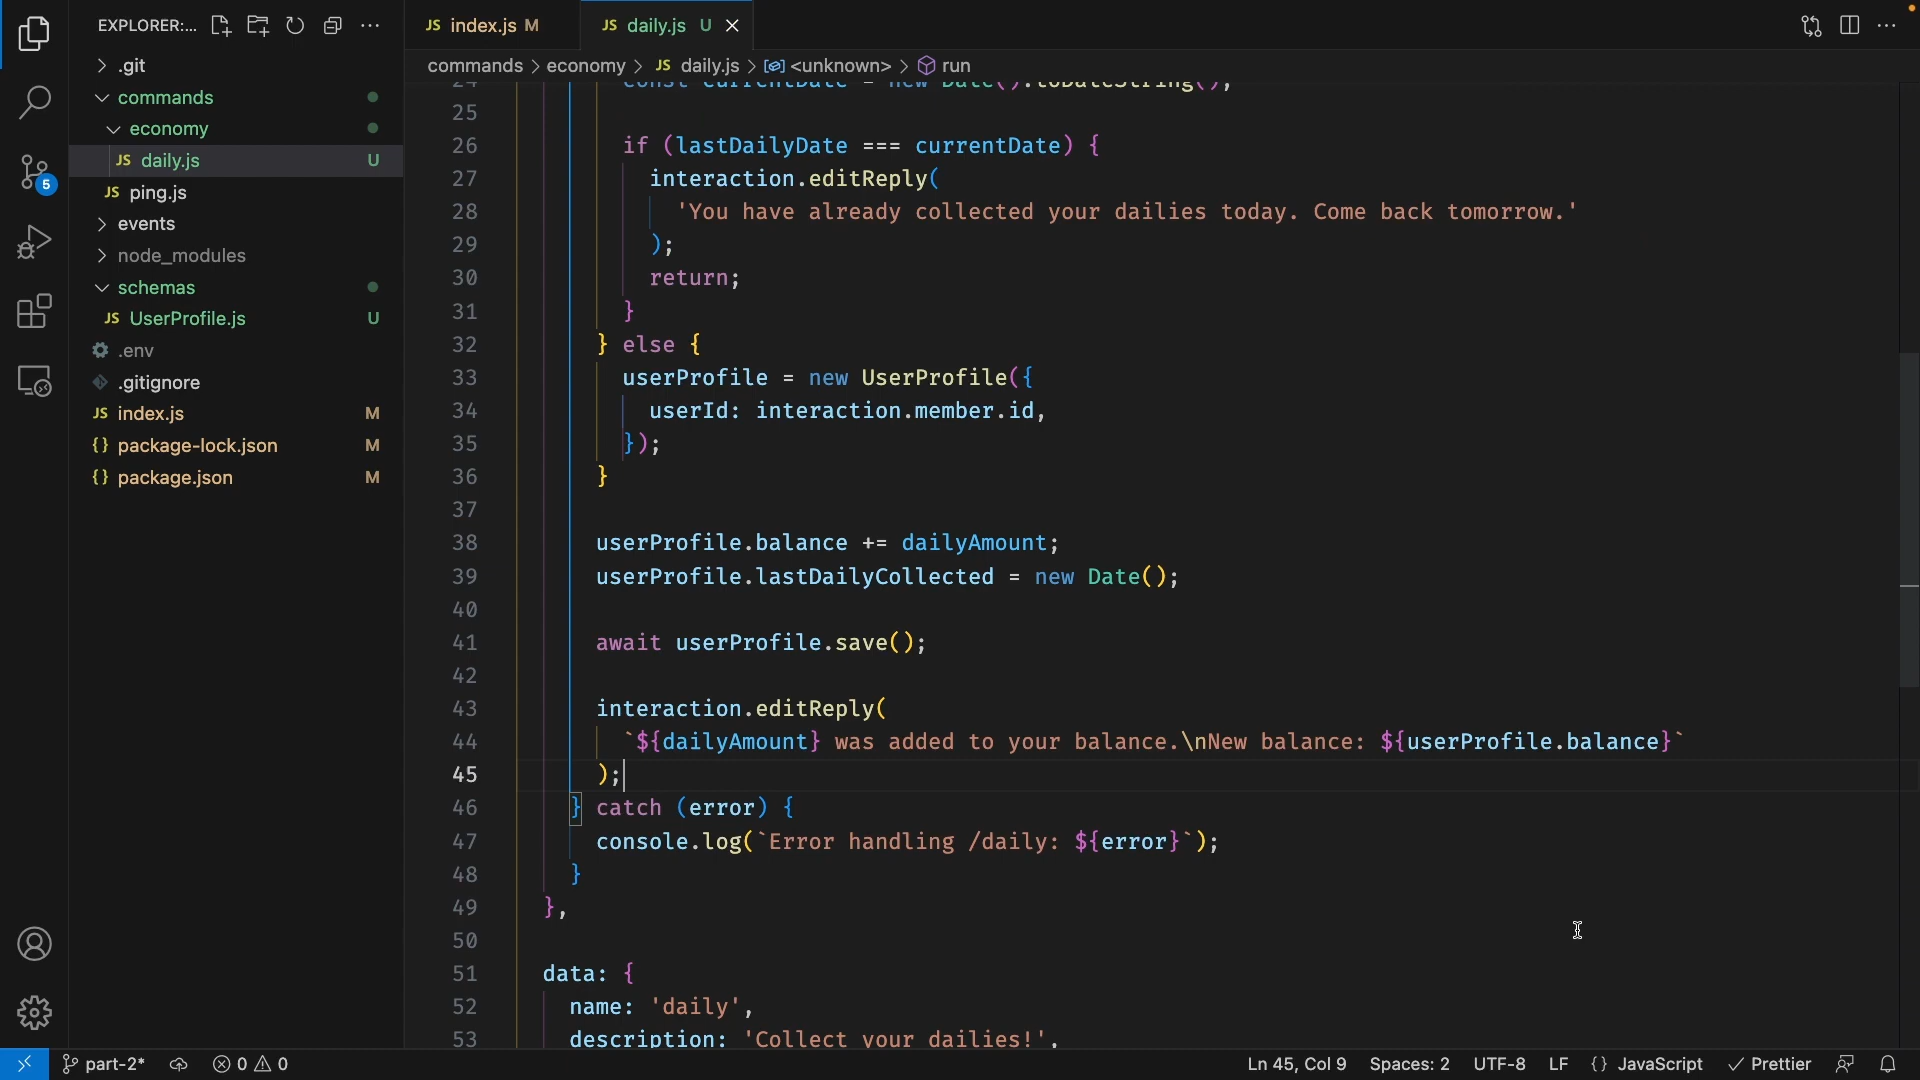 EXPLORER:...
.git
commands
economy
JS daily.js U
JS ping.js
events
node_modules
schemas
JS UserProfile.js U
.env
.gitignore
JS index.js M
{} package-lock.json M
{} package.json M
5
JS index.js M
JS daily.js U
commands > economy > JS daily.js > <unknown> > run
24 const currentDate = new Date().toDateString();
25
26 if (lastDailyDate === currentDate) {
27 interaction.editReply(
28 'You have already collected your dailies today. Come back tomorrow.'
29 );
30 return;
31 }
32 } else {
33 userProfile = new UserProfile({
34 userId: interaction.member.id,
35 });
36 }
37
38 userProfile.balance += dailyAmount;
39 userProfile.lastDailyCollected = new Date();
40
41 await userProfile.save();
42
43 interaction.editReply(
44 `${dailyAmount} was added to your balance.\nNew balance: ${userProfile.balance}`
45 );
46 } catch (error) {
47 console.log(`Error handling /daily: ${error}`);
48 }
49 },
50
51 data: {
52 name: 'daily',
53 description: 'Collect your dailies!',
part-2* 0 0 Ln 45, Col 9 Spaces: 2 UTF-8 LF {} JavaScript Prettier